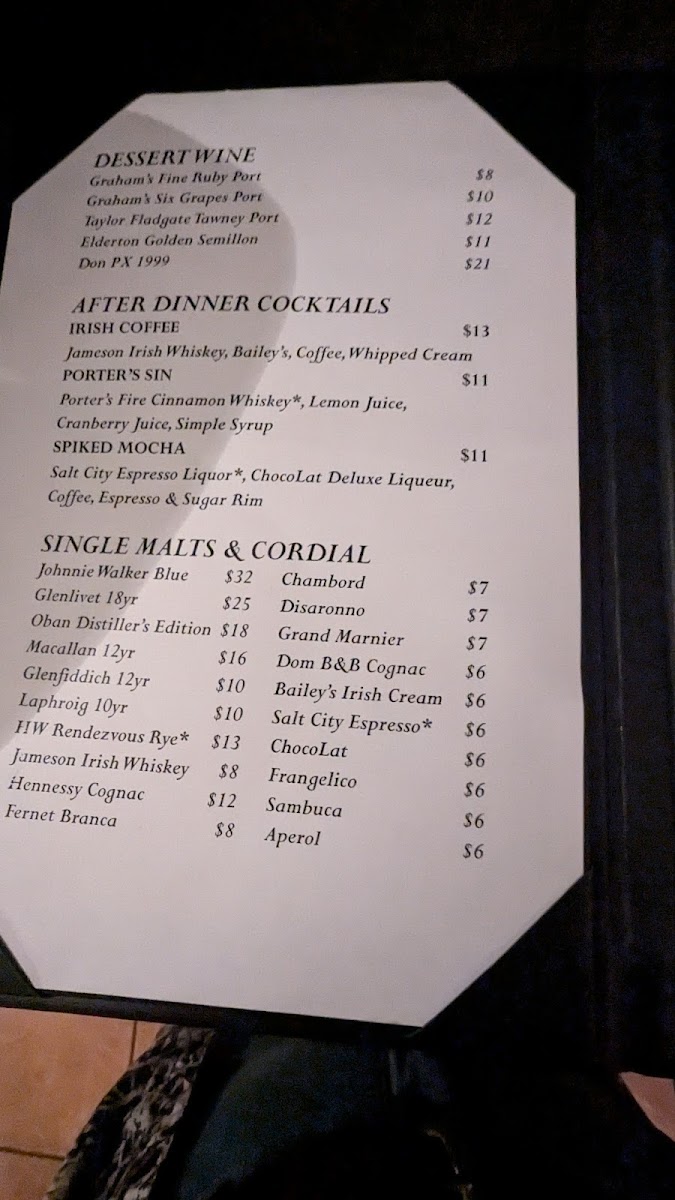 DESSERT WINE
Graham's Fine Ruby Port $8
Graham's Six Grapes Port $10
Taylor Fladgate Tawney Port $12
Elderton Golden Semillon $11
Don PX 1999 $21
AFTER DINNER COCKTAILS
IRISH COFFEE $13
Jameson Irish Whiskey, Bailey's, Coffee, Whipped Cream
PORTER'S SIN $11
Porter's Fire Cinnamon Whiskey*, Lemon Juice,
Cranberry Juice, Simple Syrup
SPIKED MOCHA $11
Salt City Espresso Liquor*, ChocoLat Deluxe Liqueur,
Coffee, Espresso & Sugar Rim
SINGLE MALTS & CORDIAL
Johnnie Walker Blue $32 Chambord $7
Glenlivet 18yr $25 Disaronno $7
Oban Distiller's Edition $18 Grand Marnier $7
Macallan 12yr $16 Dom B&B Cognac $6
Glenfiddich 12yr $10 Bailey's Irish Cream $6
Laphroig 10yr $10 Salt City Espresso* $6
HW Rendezvous Rye* $13 ChocoLat $6
Jameson Irish Whiskey $8 Frangelico $6
Hennessy Cognac $12 Sambuca $6
Fernet Branca $8 Aperol $6